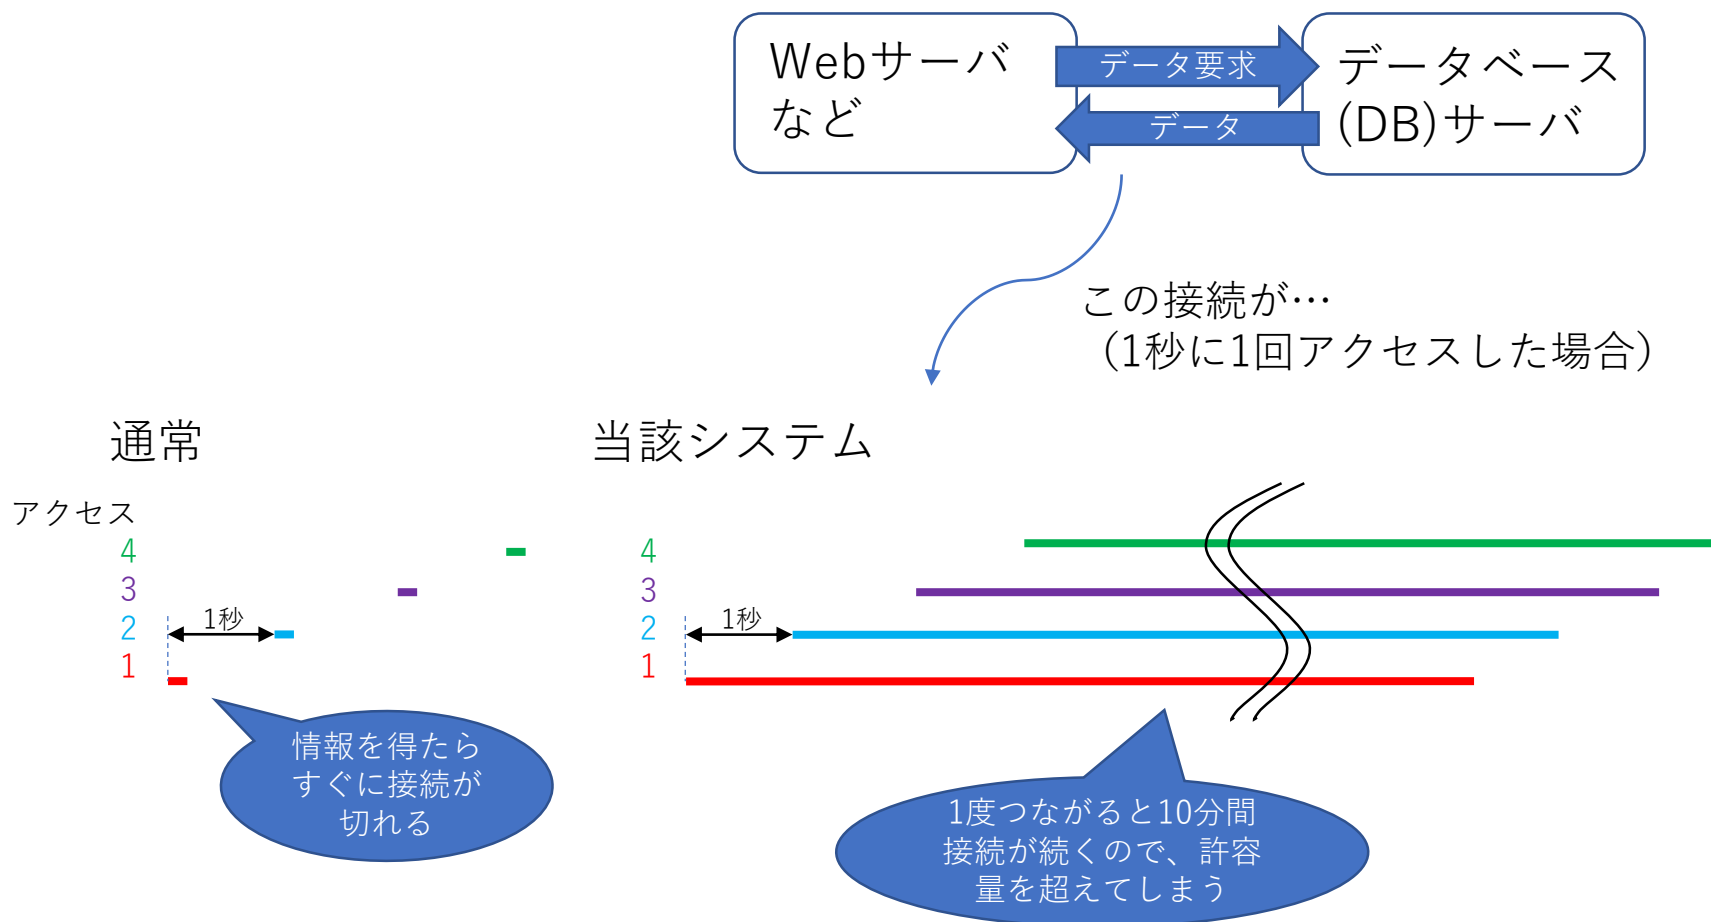 Webサーバ
など
データ要求
データ
データベース
(DB)サーバ
この接続が…
（1秒に1回アクセスした場合）
通常
アクセス
4
3
2
1
1秒
情報を得たら
すぐに接続が
切れる
当該システム
4
3
2
1
1秒
1度つながると10分間
接続が続くので、許容
量を超えてしまう